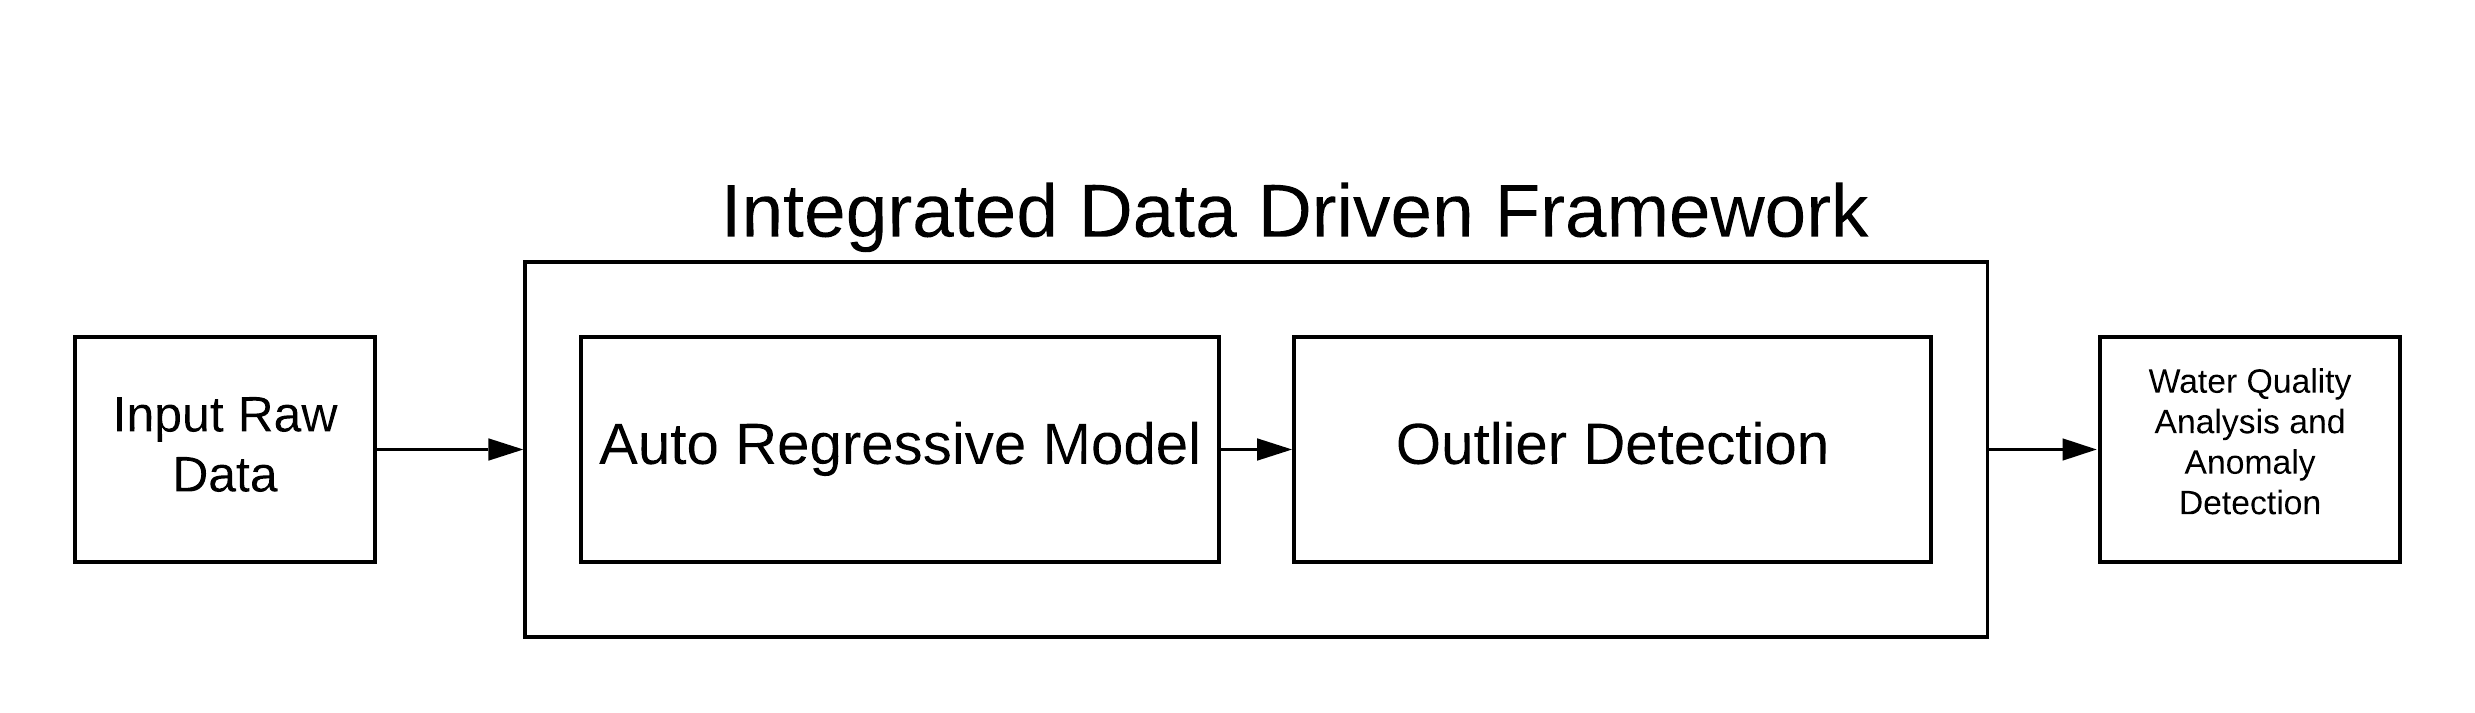 Integrated Data Driven Framework
Input Raw
Data
Auto Regressive Model
Outlier Detection
Water Quality
Analysis and
Anomaly
Detection